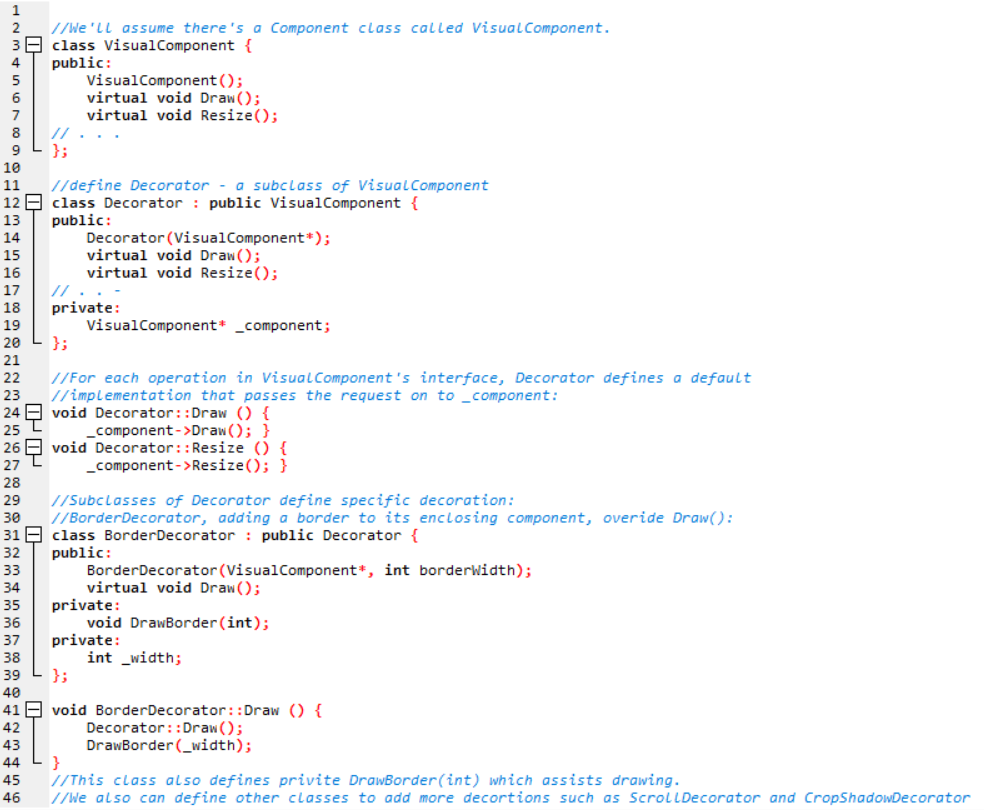 1
2 //We'll assume there's a Component class called VisualComponent.
3 class VisualComponent {
4 public:
5 VisualComponent();
6 virtual void Draw();
7 virtual void Resize();
8 // . . .
9 };
10
11 //define Decorator - a subclass of VisualComponent
12 class Decorator : public VisualComponent {
13 public:
14 Decorator(VisualComponent*);
15 virtual void Draw();
16 virtual void Resize();
17 // . . -
18 private:
19 VisualComponent* _component;
20 };
21
22 //For each operation in VisualComponent's interface, Decorator defines a default
23 //implementation that passes the request on to _component:
24 void Decorator::Draw () {
25 _component->Draw(); }
26 void Decorator::Resize () {
27 _component->Resize(); }
28
29 //Subclasses of Decorator define specific decoration:
30 //BorderDecorator, adding a border to its enclosing component, overide Draw():
31 class BorderDecorator : public Decorator {
32 public:
33 BorderDecorator(VisualComponent*, int borderWidth);
34 virtual void Draw();
35 private:
36 void DrawBorder(int);
37 private:
38 int _width;
39 };
40
41 void BorderDecorator::Draw () {
42 Decorator::Draw();
43 DrawBorder(_width);
44 }
45 //This class also defines privite DrawBorder(int) which assists drawing.
46 //We also can define other classes to add more decortions such as ScrollDecorator and CropShadowDecorator